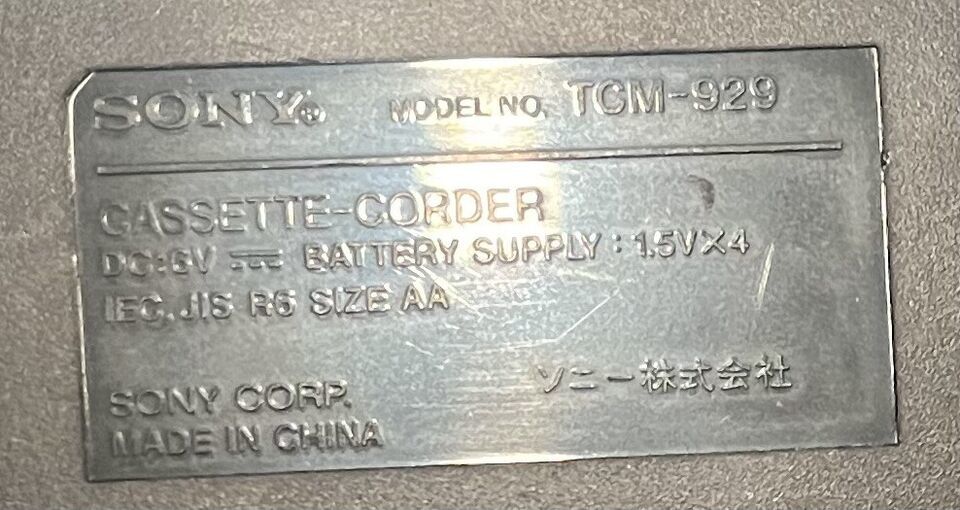 SONY® MODEL NO. TCM-929
CASSETTE-CORDER
DC:6V ⎓ BATTERY SUPPLY : 1.5V×4
IEC. JIS R6 SIZE AA
ソニー株式会社
SONY CORP.
MADE IN CHINA